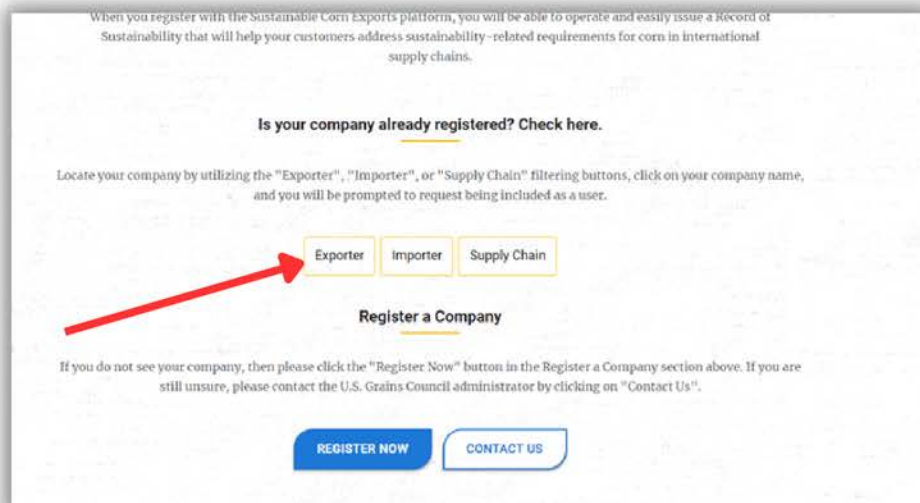 When you register with the Sustainable Corn Exports platform, you will be able to operate and easily issue a Record of
Sustainability that will help your customers address sustainability-related requirements for corn in international
supply chains.
Is your company already registered? Check here.
Locate your company by utilizing the "Exporter", "Importer", or "Supply Chain" filtering buttons, click on your company name,
and you will be prompted to request being included as a user.
Exporter Importer Supply Chain
Register a Company
If you do not see your company, then please click the "Register Now" button in the Register a Company section above. If you are
still unsure, please contact the U.S. Grains Council administrator by clicking on "Contact Us".
REGISTER NOW CONTACT US